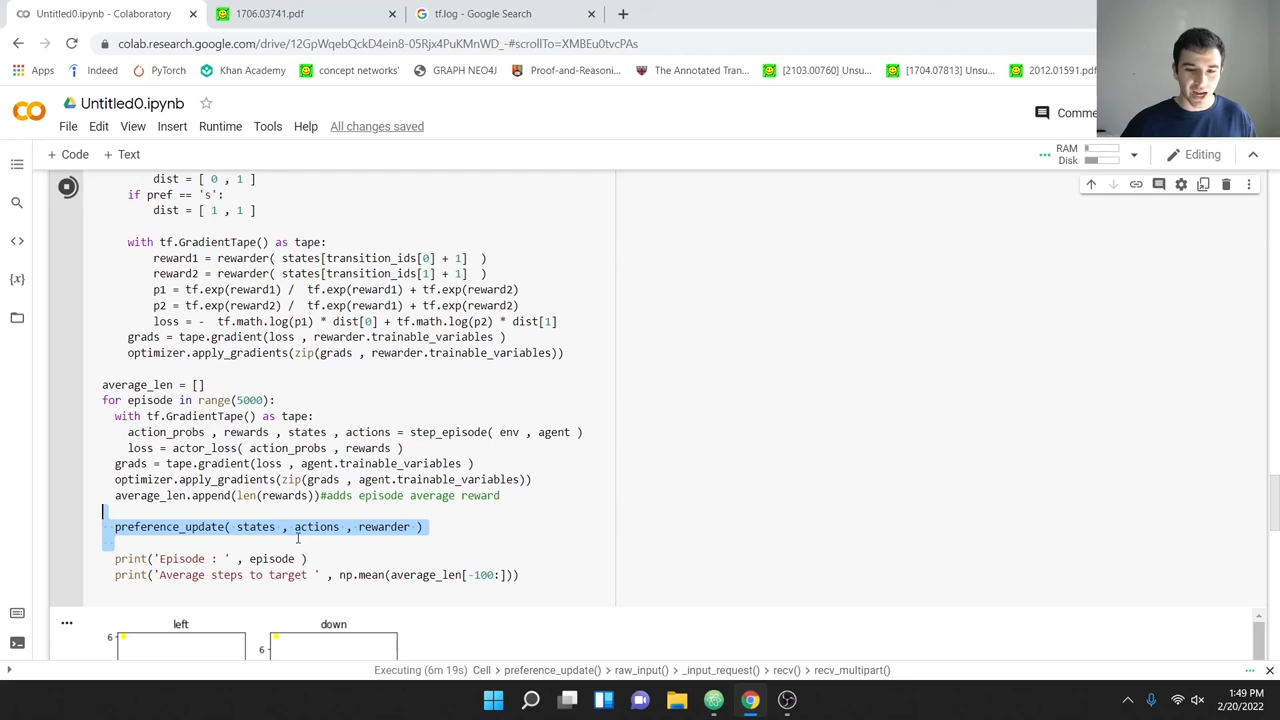 Untitled0.ipynb - Colaboratory
1706.03741.pdf
tf.log - Google Search
colab.research.google.com/drive/12GpWqebQckD4ein8-05Rjx4PuKMnWD_-#scrollTo=XMBEu0tvcPAs
Apps
Indeed
PyTorch
Khan Academy
concept networks'
GRAPH NEO4J
Proof-and-Reasoni...
The Annotated Tran...
[2103.00760] Unsu...
[1704.07813] Unsu...
2012.01591.pd
Untitled0.ipynb
File Edit View Insert Runtime Tools Help All changes saved
Comme
+ Code + Text
RAM
Disk
Editing
dist = [ 0 , 1 ]
if pref == 's':
dist = [ 1 , 1 ]
with tf.GradientTape() as tape:
reward1 = rewarder( states[transition_ids[0] + 1] )
reward2 = rewarder( states[transition_ids[1] + 1] )
p1 = tf.exp(reward1) / tf.exp(reward1) + tf.exp(reward2)
p2 = tf.exp(reward2) / tf.exp(reward1) + tf.exp(reward2)
loss = - tf.math.log(p1) * dist[0] + tf.math.log(p2) * dist[1]
grads = tape.gradient(loss , rewarder.trainable_variables )
optimizer.apply_gradients(zip(grads , rewarder.trainable_variables))
average_len = []
for episode in range(5000):
with tf.GradientTape() as tape:
action_probs , rewards , states , actions = step_episode( env , agent )
loss = actor_loss( action_probs , rewards )
grads = tape.gradient(loss , agent.trainable_variables )
optimizer.apply_gradients(zip(grads , agent.trainable_variables))
average_len.append(len(rewards))#adds episode average reward
preference_update( states , actions , rewarder )
print('Episode : ' , episode )
print('Average steps to target ' , np.mean(average_len[-100:]))
left
down
6
6
Executing (6m 19s) Cell > preference_update() > raw_input() > _input_request() > recv() > recv_multipart()
1:49 PM
2/20/2022